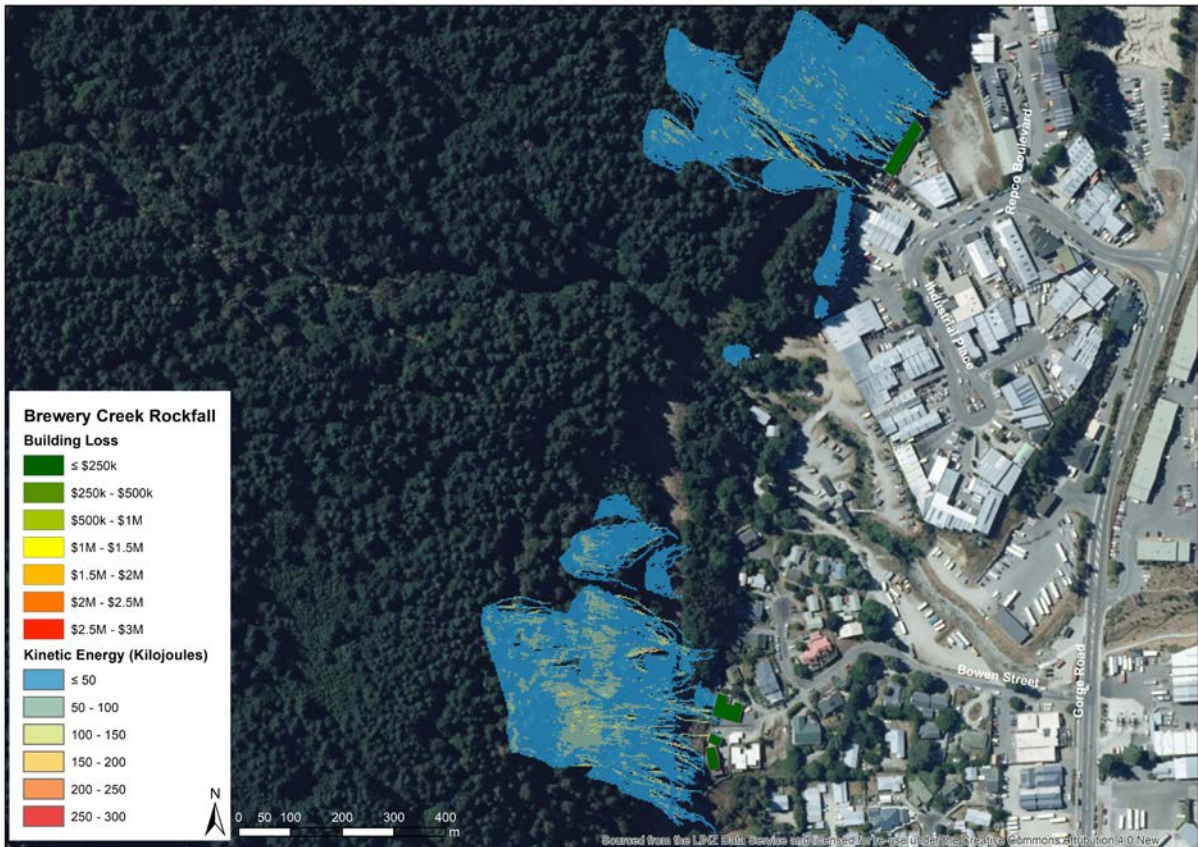 Repco Boulevard
Industrial Place
Bowen Street
Gorge Road
Brewery Creek Rockfall
Building Loss
≤ $250k
$250k - $500k
$500k - $1M
$1M - $1.5M
$1.5M - $2M
$2M - $2.5M
$2.5M - $3M
Kinetic Energy (Kilojoules)
≤ 50
50 - 100
100 - 150
150 - 200
200 - 250
250 - 300
N
0 50 100 200 300 400
m
Sourced from the LINZ Data Service and licensed for re-use under the Creative Commons Attribution 4.0 New